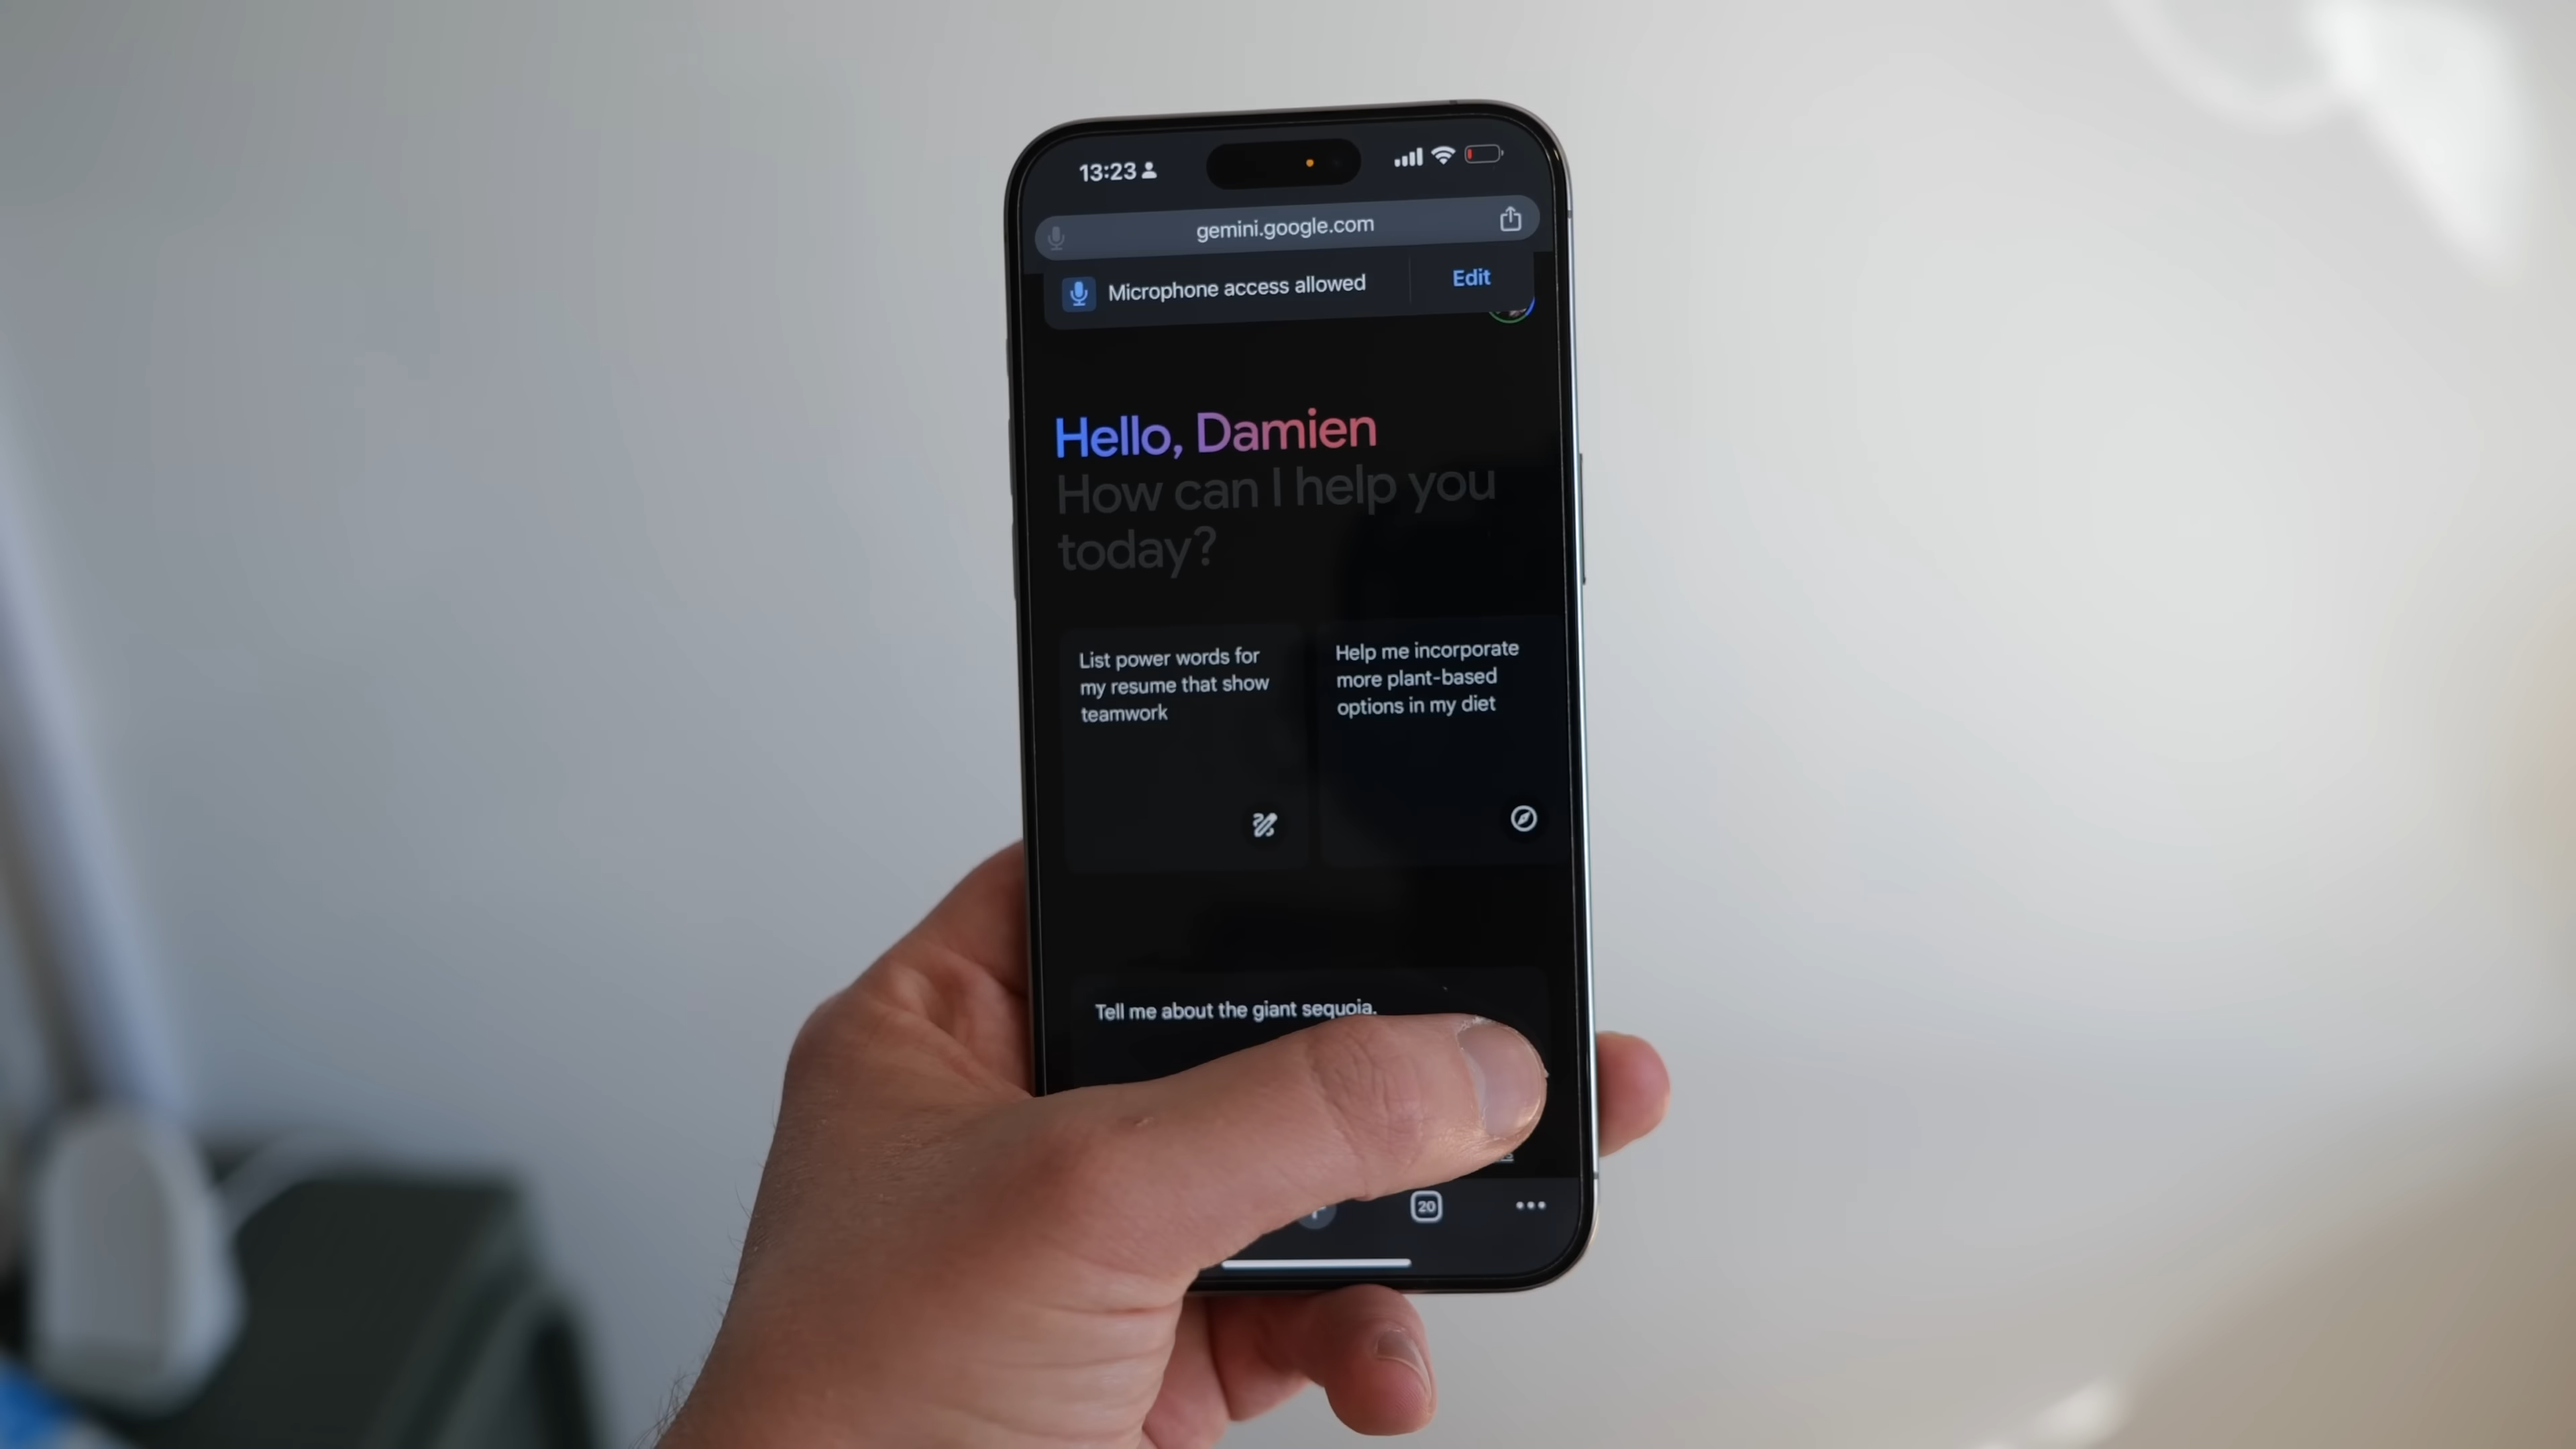 13:23
gemini.google.com
Microphone access allowed
Edit
Hello, Damien
How can I help you
today?
List power words for
my resume that show
teamwork
Help me incorporate
more plant-based
options in my diet
Tell me about the giant sequoia.
20